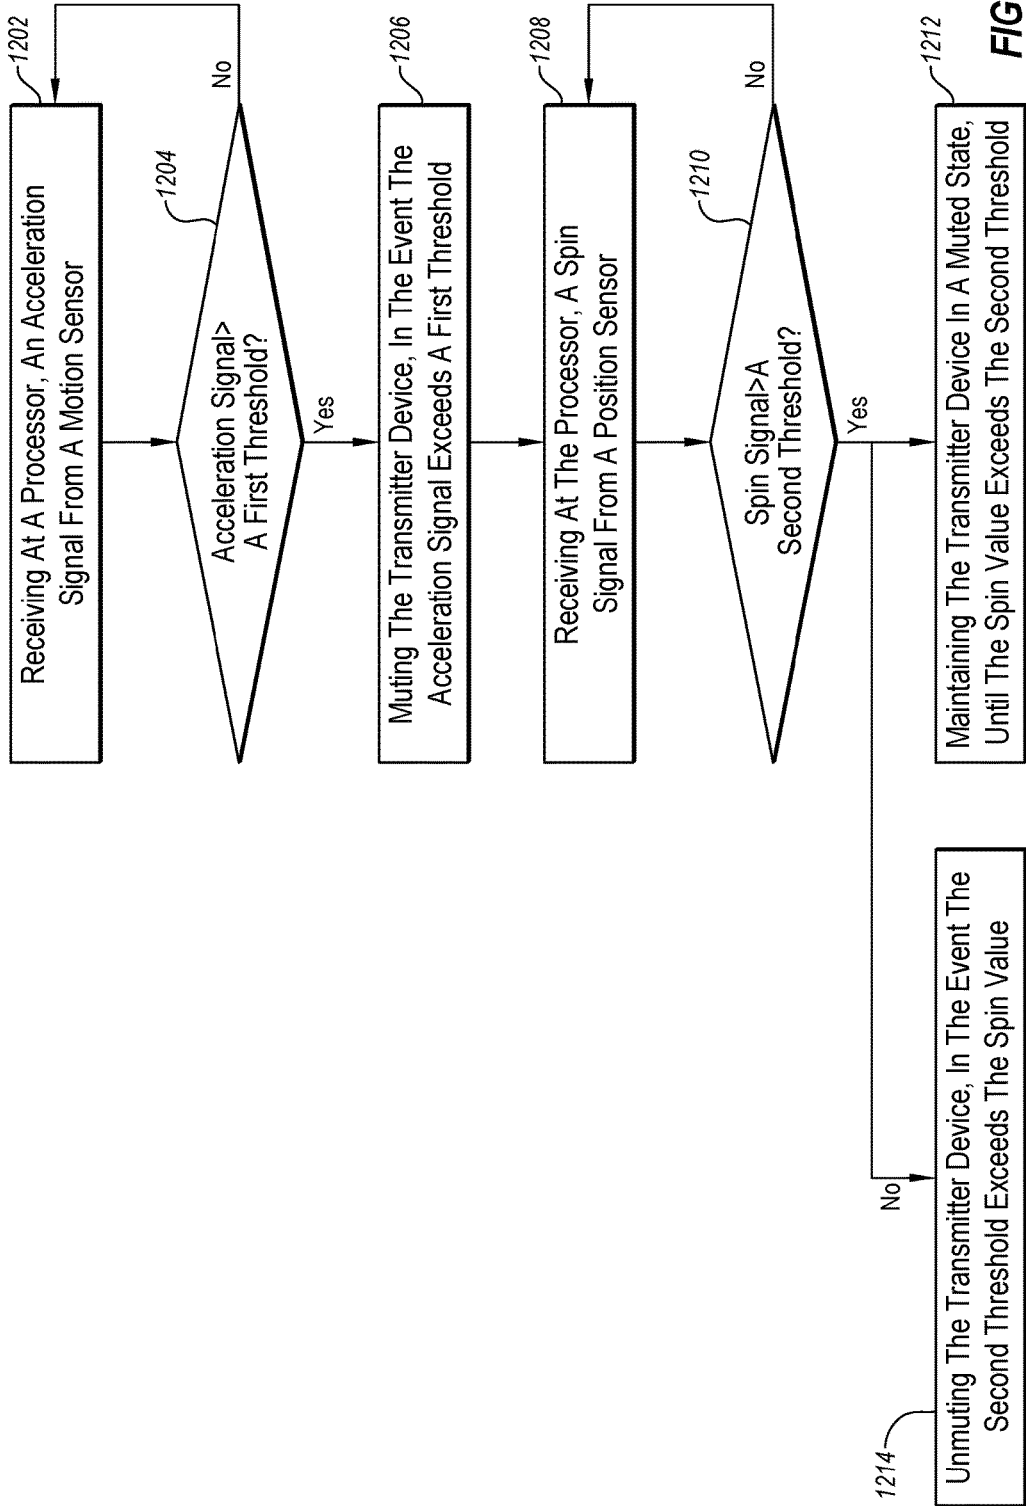 1202
Receiving At A Processor, An Acceleration
Signal From A Motion Sensor
No
1204
Acceleration Signal>
A First Threshold?
Yes
1206
Muting The Transmitter Device, In The Event The
Acceleration Signal Exceeds A First Threshold
1208
Receiving At The Processor, A Spin
Signal From A Position Sensor
No
1210
Spin Signal>A
Second Threshold?
Yes
1212
Maintaining The Transmitter Device In A Muted State,
Until The Spin Value Exceeds The Second Threshold
No
1214
Unmuting The Transmitter Device, In The Event The
Second Threshold Exceeds The Spin Value
FIG